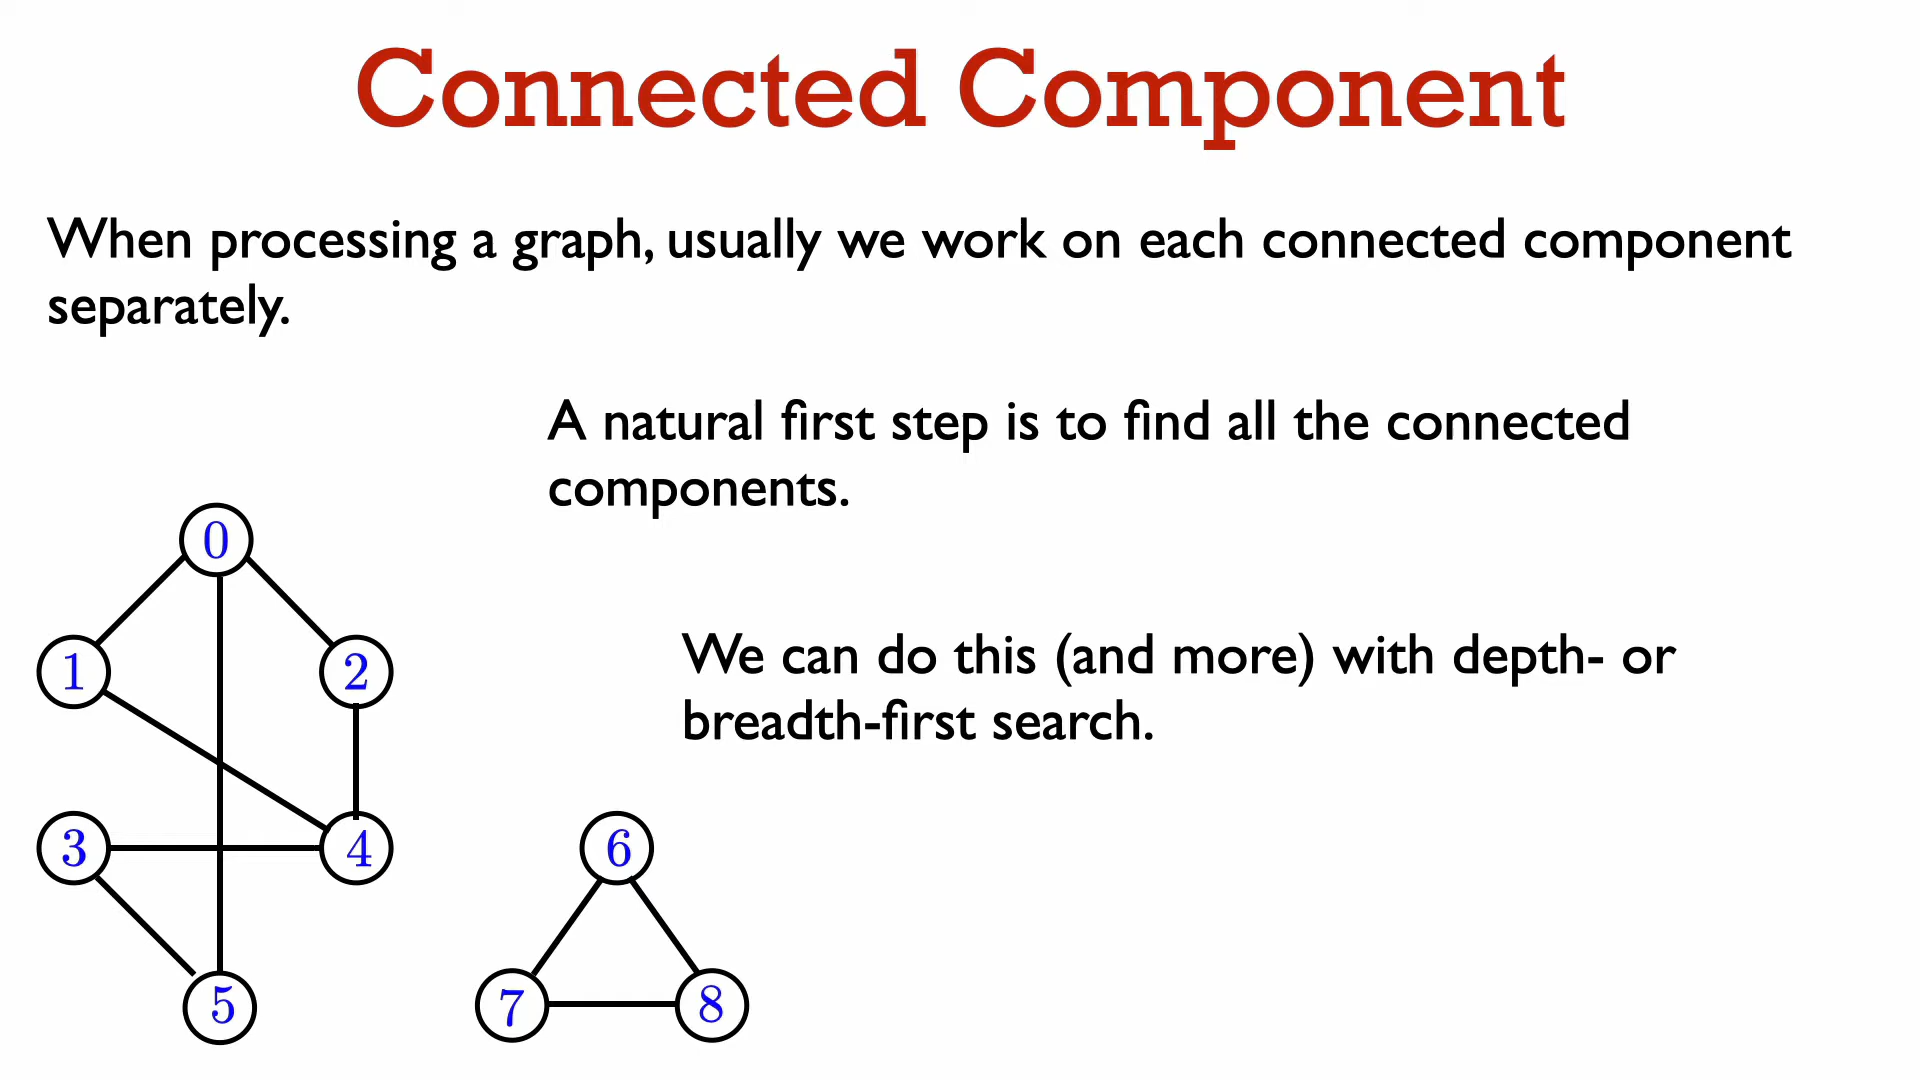 Connected Component
When processing a graph, usually we work on each connected component
separately.
A natural first step is to find all the connected
components.
0
1
2
We can do this (and more) with depth- or
breadth-first search.
3
4
6
5
7
8